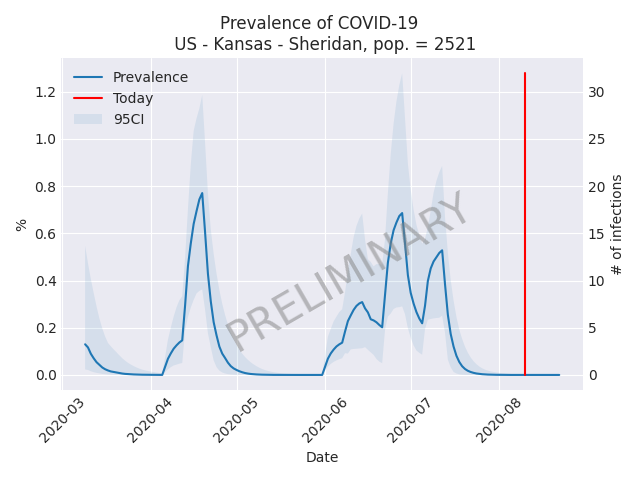 Prevalence of COVID-19
US - Kansas - Sheridan, pop. = 2521
Prevalence
Today
95CI
PRELIMINARY
%
1.2
1.0
0.8
0.6
0.4
0.2
0.0
30
25
20
15
10
5
0
# of infections
2020-03
2020-04
2020-05
2020-06
2020-07
2020-08
Date